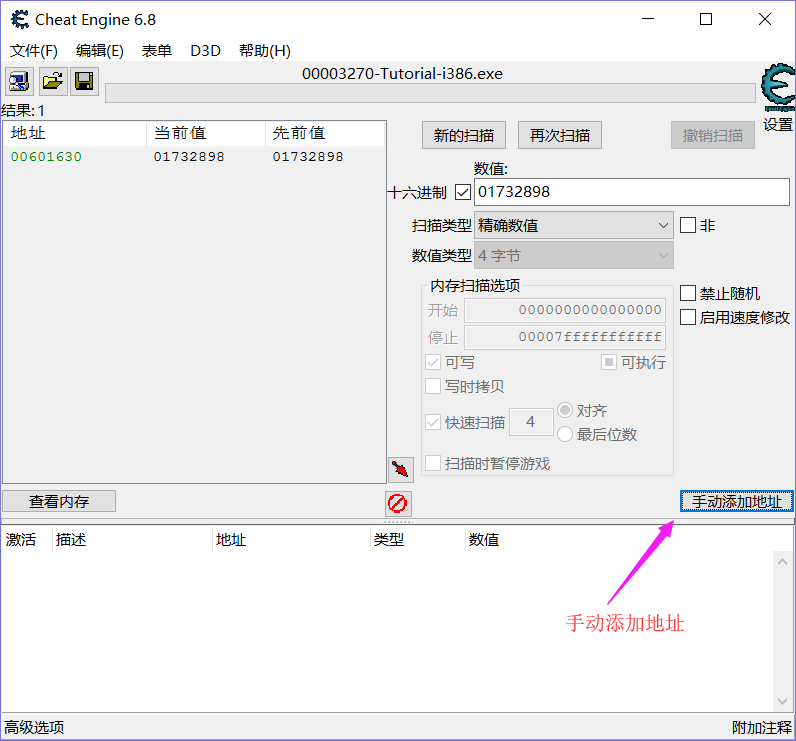 Cheat Engine 6.8
文件(F) 编辑(E) 表单 D3D 帮助(H)
00003270-Tutorial-i386.exe
结果: 1
设置
地址 当前值 先前值
00601630 01732898 01732898
新的扫描 再次扫描 撤销扫描
数值:
十六进制 01732898
扫描类型 精确数值 非
数值类型 4 字节
内存扫描选项
开始 0000000000000000
停止 00007fffffffffff
可写 可执行
写时拷贝
快速扫描 4 对齐
最后位数
扫描时暂停游戏
禁止随机
启用速度修改
查看内存 手动添加地址
激活 描述 地址 类型 数值
手动添加地址
高级选项 附加注释